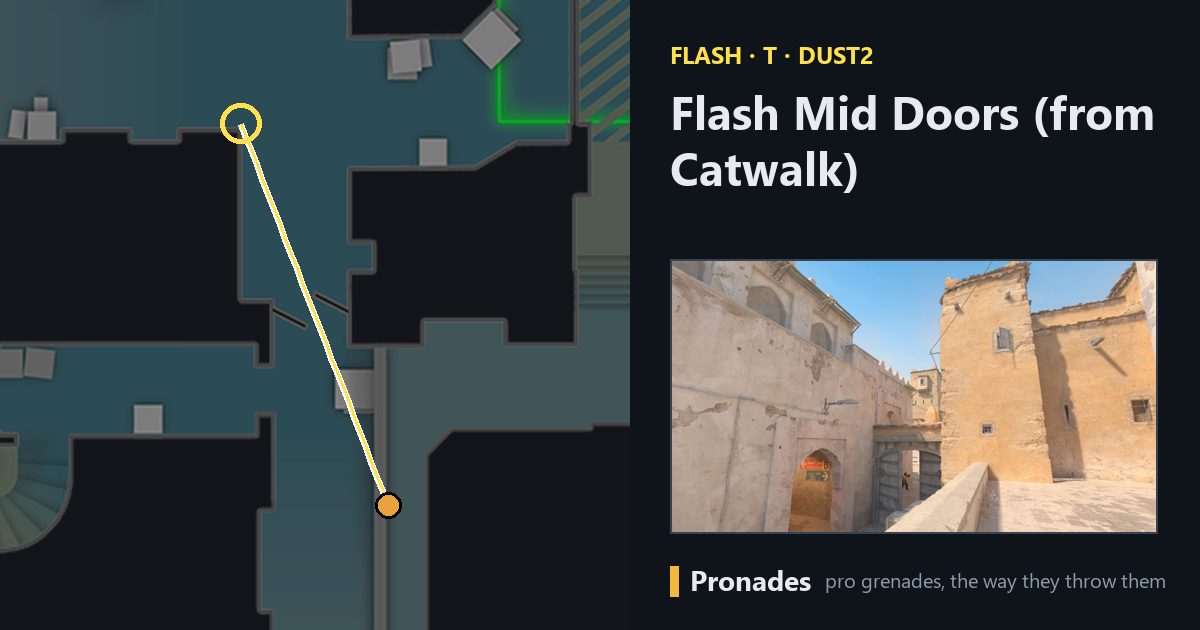 FLASH · T · DUST2
Flash Mid Doors (from
Catwalk)
Pronades pro grenades, the way they throw them